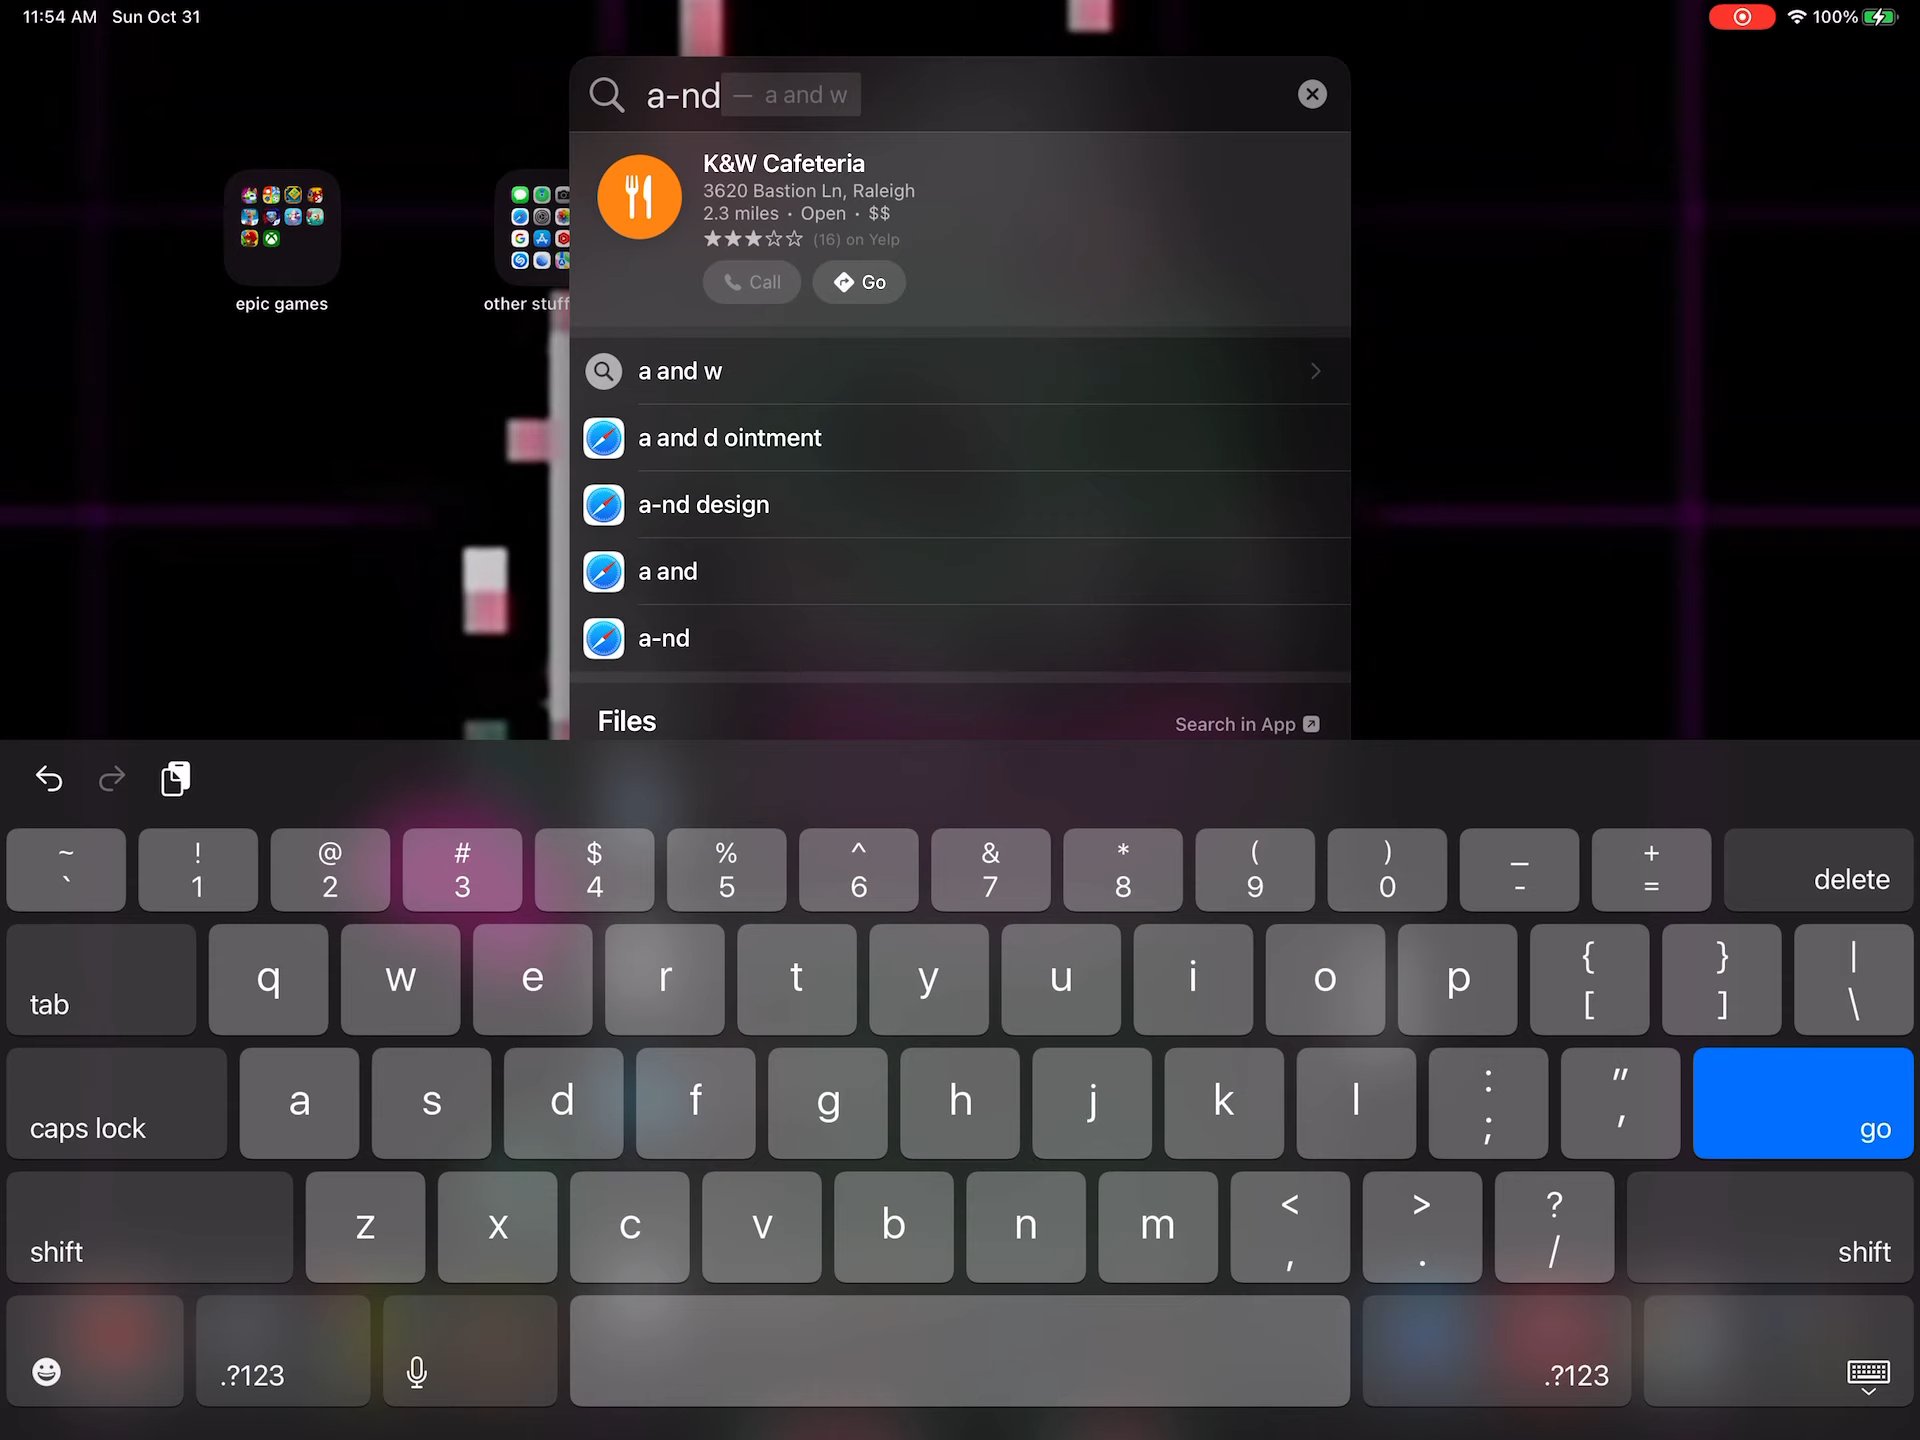 11:54 AM Sun Oct 31
100%
a-nd — a and w
K&W Cafeteria
3620 Bastion Ln, Raleigh
2.3 miles · Open · $$
★★★☆☆ (16) on Yelp
Call Go
epic games
other stuff
a and w
a and d ointment
a-nd design
a and
a-nd
Files Search in App
~ ! @ # $ % ^ & * ( ) _ +
` 1 2 3 4 5 6 7 8 9 0 - = delete
tab q w e r t y u i o p { [ } ] | \
caps lock a s d f g h j k l : ; " ' go
shift z x c v b n m < , > . ? / shift
.?123 .?123